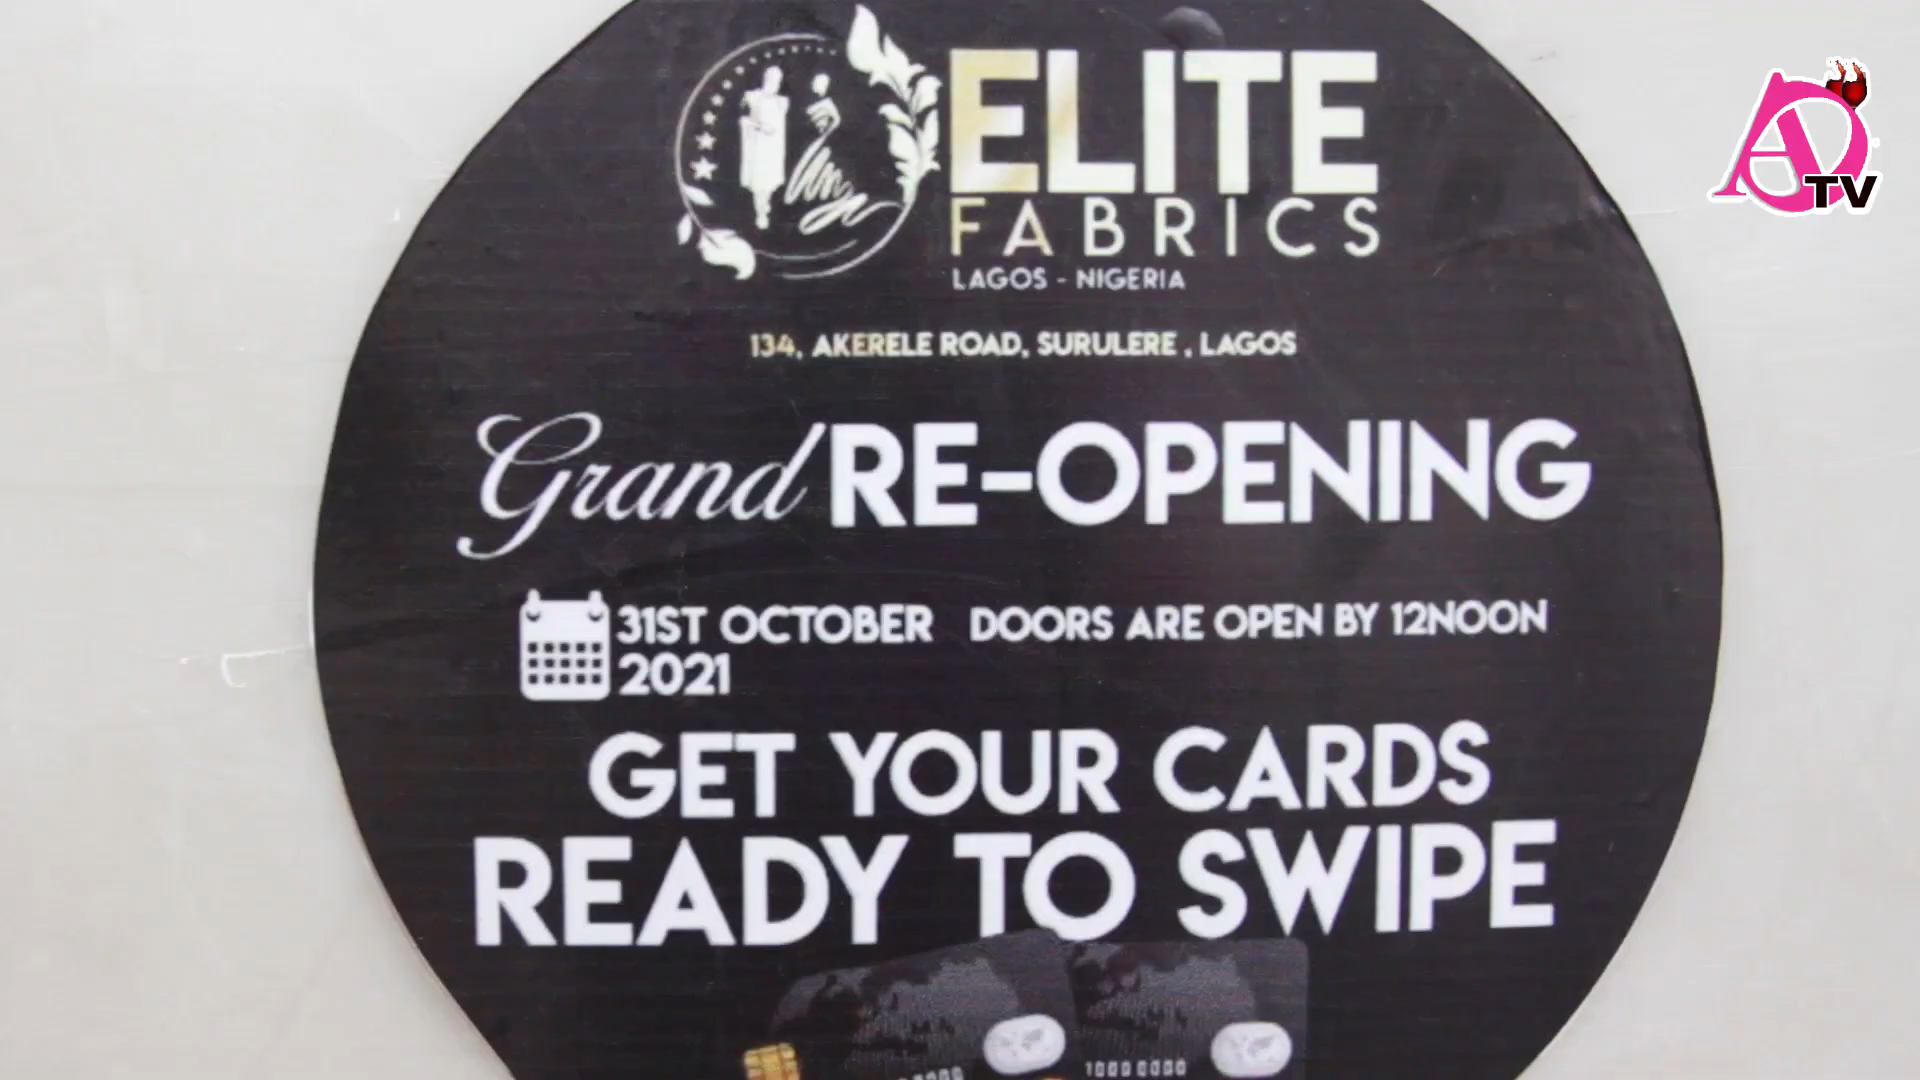 ELITE
FABRICS
LAGOS - NIGERIA
134, AKERELE ROAD, SURULERE , LAGOS
Grand RE-OPENING
31ST OCTOBER DOORS ARE OPEN BY 12NOON
2021
GET YOUR CARDS
READY TO SWIPE
AO TV